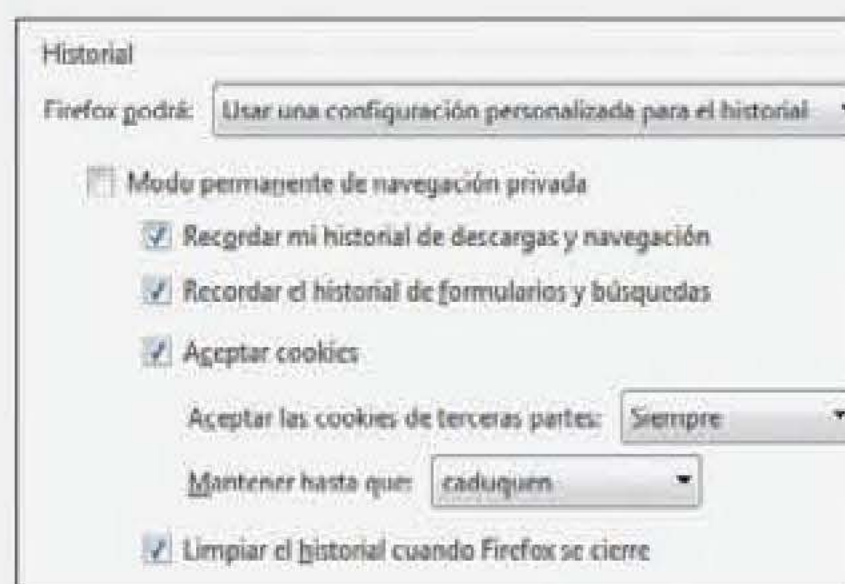 Historial
Firefox podrá: Usar una configuración personalizada para el historial
Modo permanente de navegación privada
Recordar mi historial de descargas y navegación
Recordar el historial de formularios y búsquedas
Aceptar cookies
Aceptar las cookies de terceras partes: Siempre
Mantener hasta que: caduquen
Limpiar el historial cuando Firefox se cierre